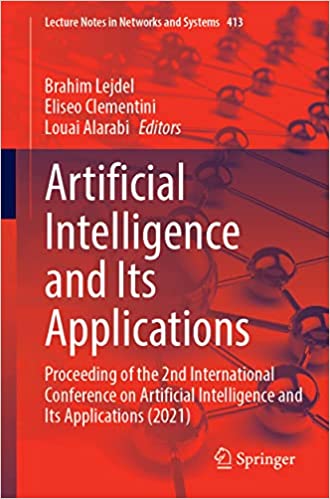 Lecture Notes in Networks and Systems 413
Brahim Lejdel
Eliseo Clementini
Louai Alarabi Editors
Artificial
Intelligence
and Its
Applications
Proceeding of the 2nd International
Conference on Artificial Intelligence and
Its Applications (2021)
Springer